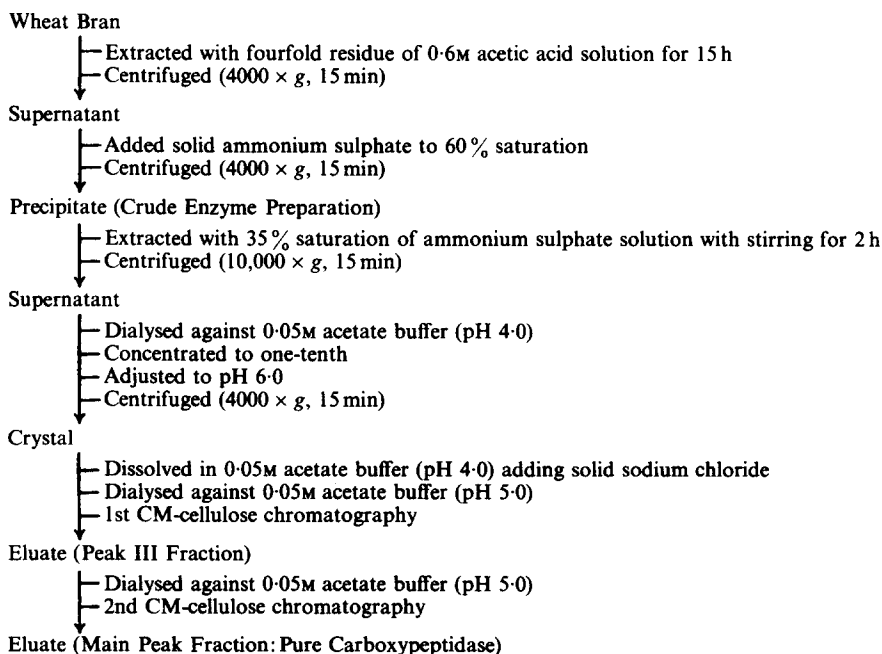 Wheat Bran
Extracted with fourfold residue of 0·6M acetic acid solution for 15 h
Centrifuged (4000 × g, 15 min)
Supernatant
Added solid ammonium sulphate to 60% saturation
Centrifuged (4000 × g, 15 min)
Precipitate (Crude Enzyme Preparation)
Extracted with 35% saturation of ammonium sulphate solution with stirring for 2 h
Centrifuged (10,000 × g, 15 min)
Supernatant
Dialysed against 0·05M acetate buffer (pH 4·0)
Concentrated to one-tenth
Adjusted to pH 6·0
Centrifuged (4000 × g, 15 min)
Crystal
Dissolved in 0·05M acetate buffer (pH 4·0) adding solid sodium chloride
Dialysed against 0·05M acetate buffer (pH 5·0)
1st CM-cellulose chromatography
Eluate (Peak III Fraction)
Dialysed against 0·05M acetate buffer (pH 5·0)
2nd CM-cellulose chromatography
Eluate (Main Peak Fraction: Pure Carboxypeptidase)